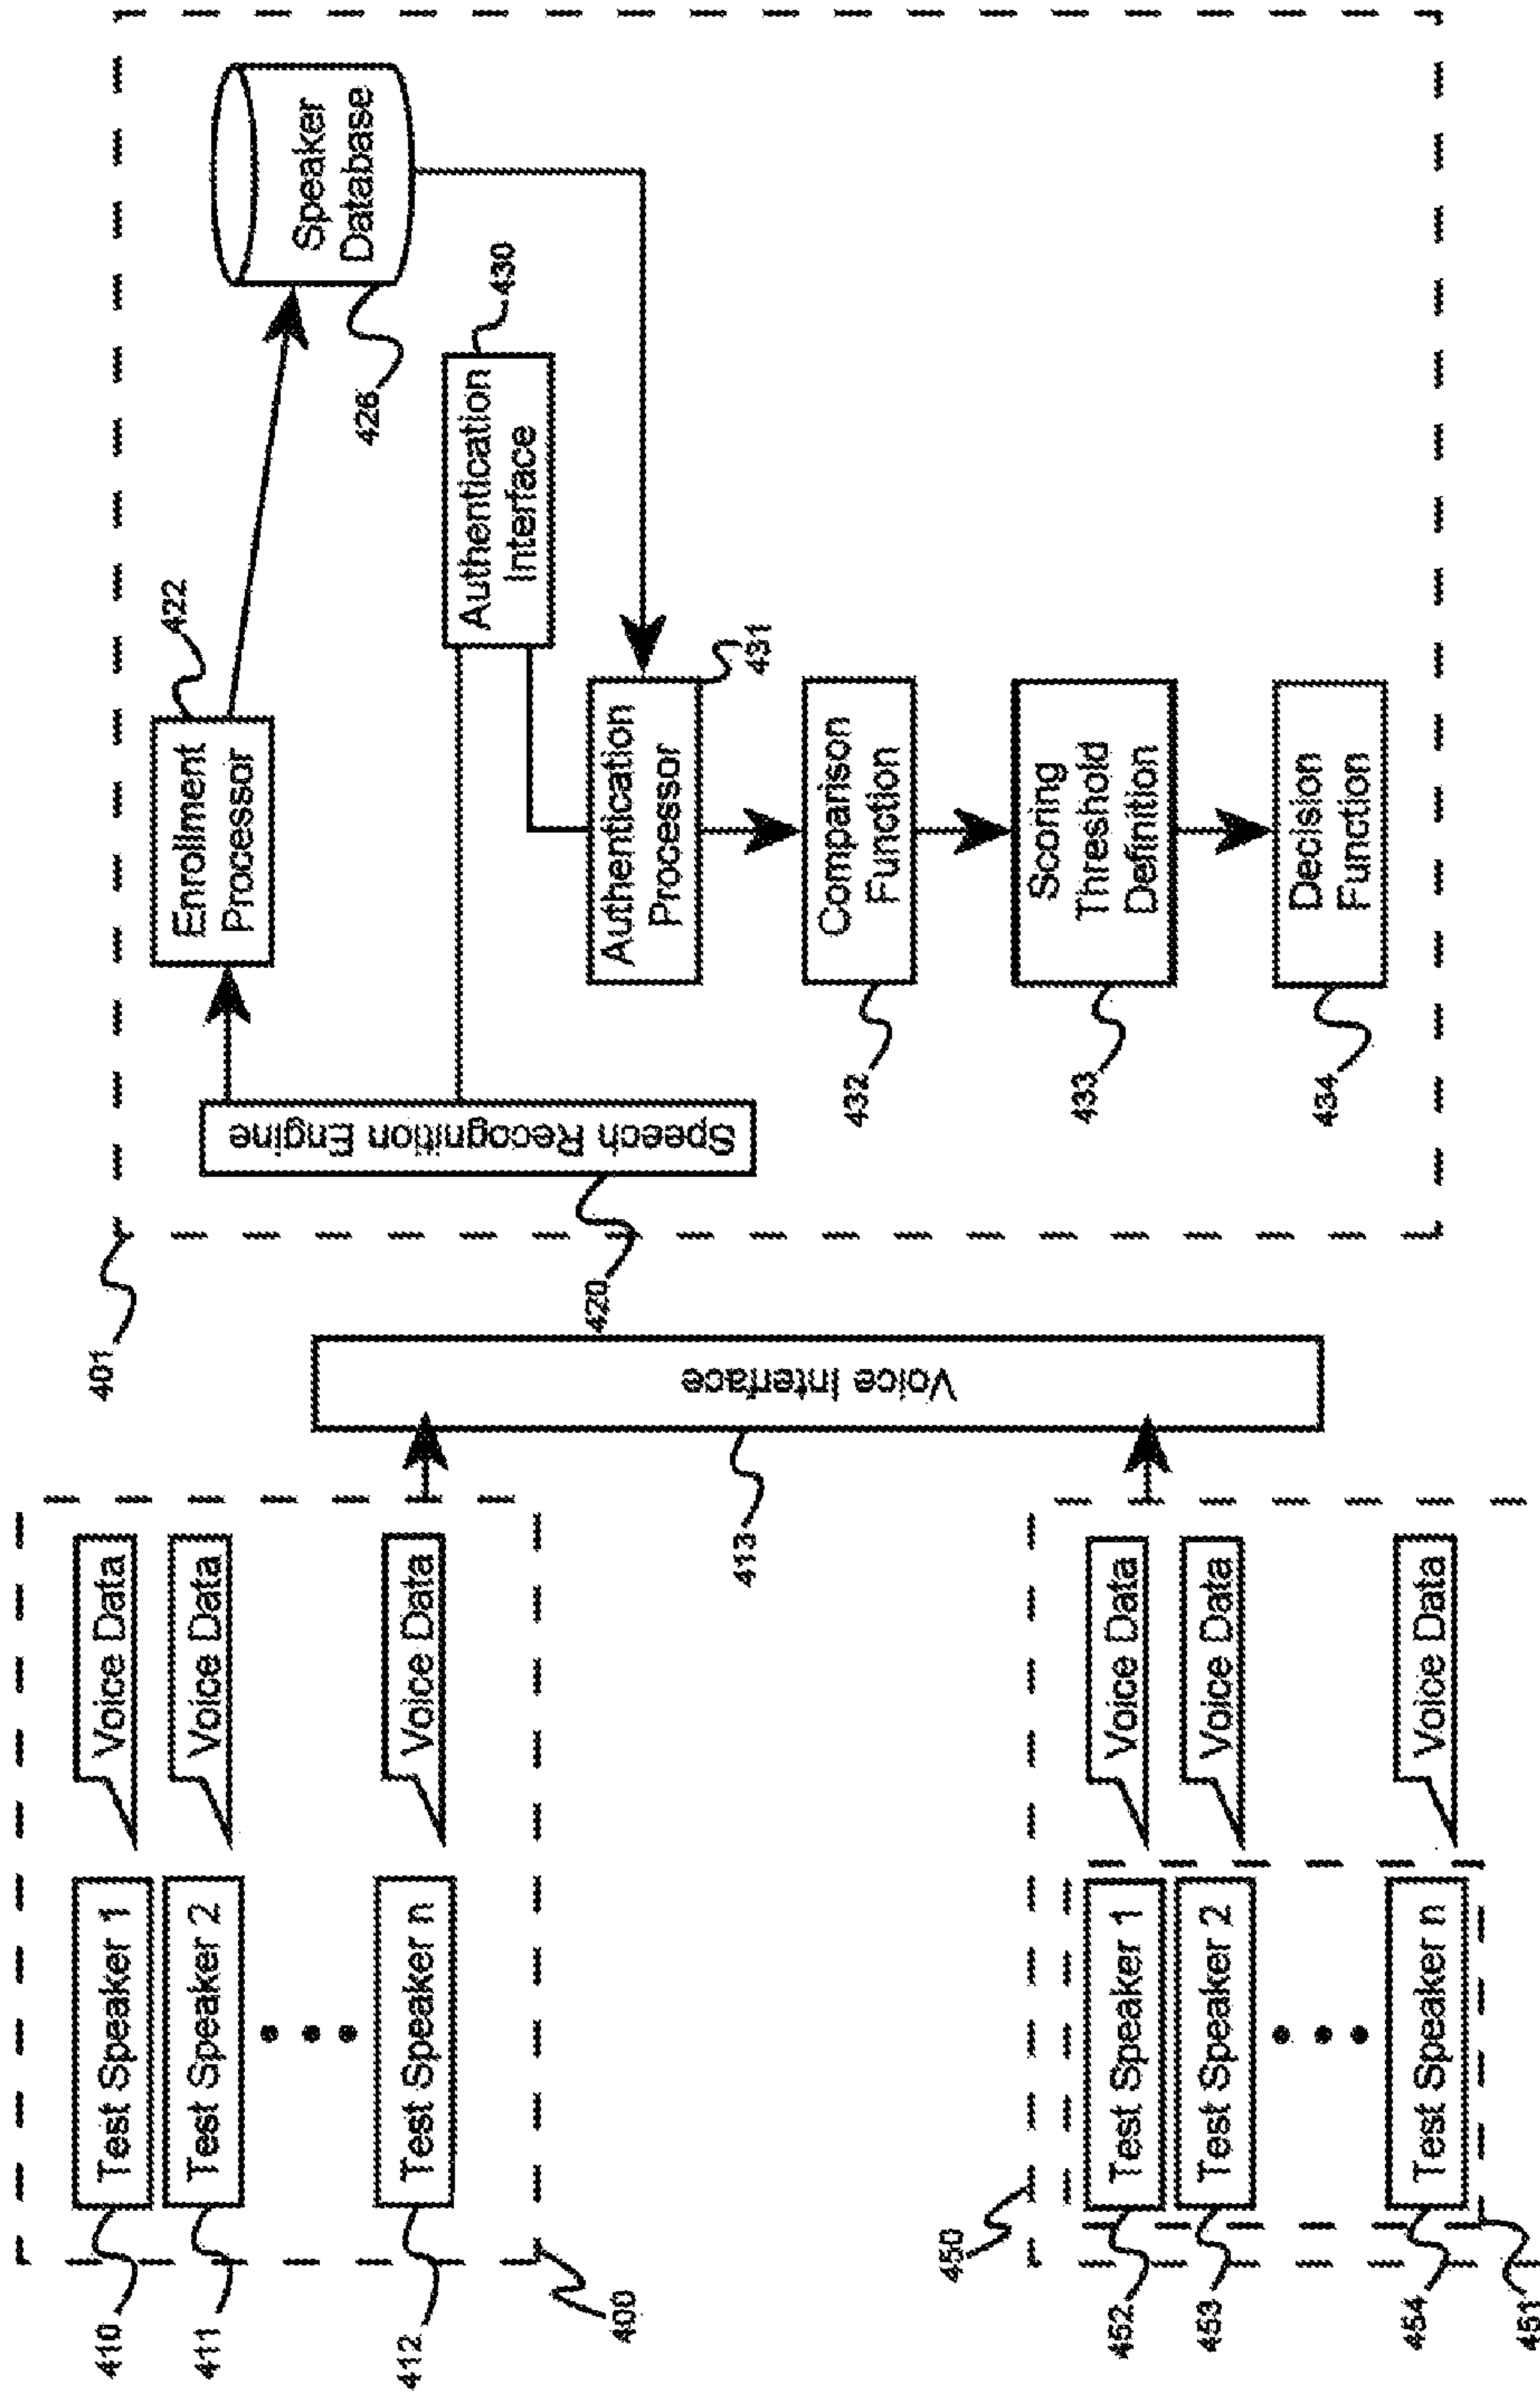 410
Test Speaker 1
Voice Data
411
Test Speaker 2
Voice Data
412
Test Speaker n
Voice Data
400
450
452
Test Speaker 1
Voice Data
453
Test Speaker 2
Voice Data
454
Test Speaker n
Voice Data
451
413
Voice Interface
401
420
Speech Recognition Engine
Enrollment
Processor
422
Speaker
Database
426
Authentication
Interface
430
Authentication
Processor
431
Comparison
Function
432
Scoring
Threshold
Definition
433
Decision
Function
434